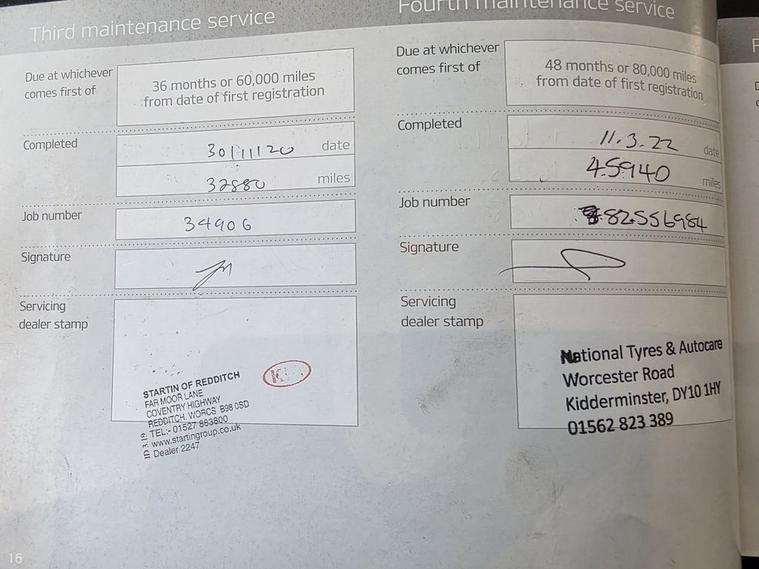 Third maintenance service
Due at whichever
comes first of
36 months or 60,000 miles
from date of first registration
Completed
30/11/20 date
32880 miles
Job number
34906
Signature
Servicing
dealer stamp
STARTIN OF REDDITCH
FAR MOOR LANE
COVENTRY HIGHWAY
REDDITCH. WORCS B98 0SD
TEL:- 01527 863800
www.startingroup.co.uk
Dealer 2247
16
Fourth maintenance service
Due at whichever
comes first of
48 months or 80,000 miles
from date of first registration
Completed
11.3.22 date
45940 miles
Job number
82556984
Signature
Servicing
dealer stamp
National Tyres & Autocare
Worcester Road
Kidderminster, DY10 1HY
01562 823 389